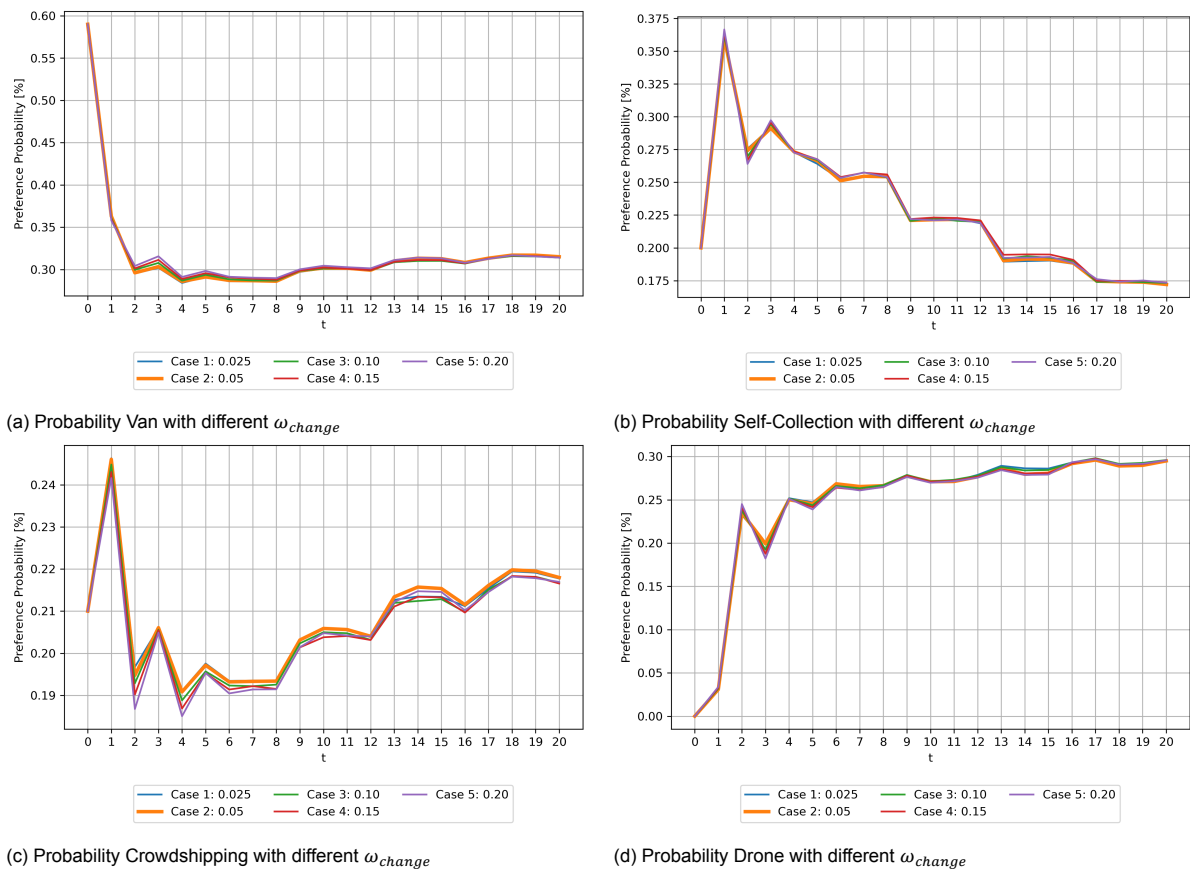 0.60
0.55
0.50
0.45
0.40
0.35
0.30
Preference Probability [%]
0 1 2 3 4 5 6 7 8 9 10 11 12 13 14 15 16 17 18 19 20
t
Case 1: 0.025 Case 3: 0.10 Case 5: 0.20
Case 2: 0.05 Case 4: 0.15
(a) Probability Van with different ω_change
0.375
0.350
0.325
0.300
0.275
0.250
0.225
0.200
0.175
Preference Probability [%]
0 1 2 3 4 5 6 7 8 9 10 11 12 13 14 15 16 17 18 19 20
t
Case 1: 0.025 Case 3: 0.10 Case 5: 0.20
Case 2: 0.05 Case 4: 0.15
(b) Probability Self-Collection with different ω_change
0.24
0.23
0.22
0.21
0.20
0.19
Preference Probability [%]
0 1 2 3 4 5 6 7 8 9 10 11 12 13 14 15 16 17 18 19 20
t
Case 1: 0.025 Case 3: 0.10 Case 5: 0.20
Case 2: 0.05 Case 4: 0.15
(c) Probability Crowdshipping with different ω_change
0.30
0.25
0.20
0.15
0.10
0.05
0.00
Preference Probability [%]
0 1 2 3 4 5 6 7 8 9 10 11 12 13 14 15 16 17 18 19 20
t
Case 1: 0.025 Case 3: 0.10 Case 5: 0.20
Case 2: 0.05 Case 4: 0.15
(d) Probability Drone with different ω_change